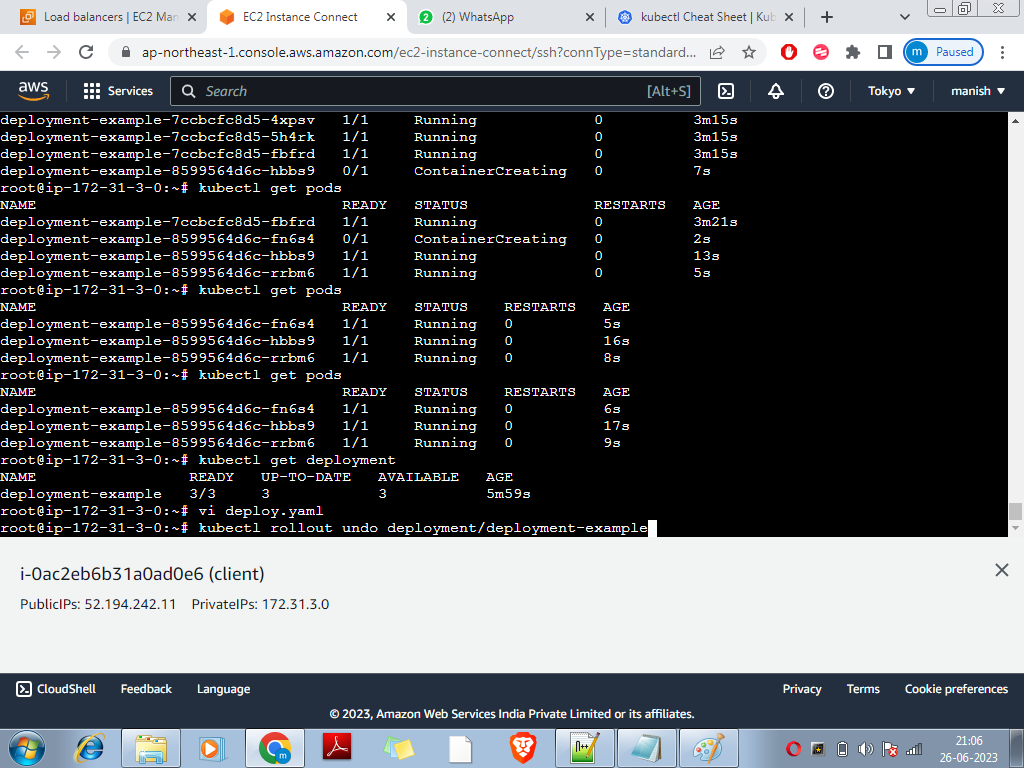 Load balancers | EC2 Man
EC2 Instance Connect
(2) WhatsApp
kubectl Cheat Sheet | Kub
ap-northeast-1.console.aws.amazon.com/ec2-instance-connect/ssh?connType=standard...
m Paused
aws
Services
Search [Alt+S]
Tokyo ▼
manish ▼
deployment-example-7ccbcfc8d5-4xpsv 1/1 Running 0 3m15s
deployment-example-7ccbcfc8d5-5h4rk 1/1 Running 0 3m15s
deployment-example-7ccbcfc8d5-fbfrd 1/1 Running 0 3m15s
deployment-example-8599564d6c-hbbs9 0/1 ContainerCreating 0 7s
root@ip-172-31-3-0:~# kubectl get pods
NAME READY STATUS RESTARTS AGE
deployment-example-7ccbcfc8d5-fbfrd 1/1 Running 0 3m21s
deployment-example-8599564d6c-fn6s4 0/1 ContainerCreating 0 2s
deployment-example-8599564d6c-hbbs9 1/1 Running 0 13s
deployment-example-8599564d6c-rrbm6 1/1 Running 0 5s
root@ip-172-31-3-0:~# kubectl get pods
NAME READY STATUS RESTARTS AGE
deployment-example-8599564d6c-fn6s4 1/1 Running 0 5s
deployment-example-8599564d6c-hbbs9 1/1 Running 0 16s
deployment-example-8599564d6c-rrbm6 1/1 Running 0 8s
root@ip-172-31-3-0:~# kubectl get pods
NAME READY STATUS RESTARTS AGE
deployment-example-8599564d6c-fn6s4 1/1 Running 0 6s
deployment-example-8599564d6c-hbbs9 1/1 Running 0 17s
deployment-example-8599564d6c-rrbm6 1/1 Running 0 9s
root@ip-172-31-3-0:~# kubectl get deployment
NAME READY UP-TO-DATE AVAILABLE AGE
deployment-example 3/3 3 3 5m59s
root@ip-172-31-3-0:~# vi deploy.yaml
root@ip-172-31-3-0:~# kubectl rollout undo deployment/deployment-example
i-0ac2eb6b31a0ad0e6 (client)
PublicIPs: 52.194.242.11 PrivateIPs: 172.31.3.0
CloudShell Feedback Language Privacy Terms Cookie preferences
© 2023, Amazon Web Services India Private Limited or its affiliates.
21:06
26-06-2023